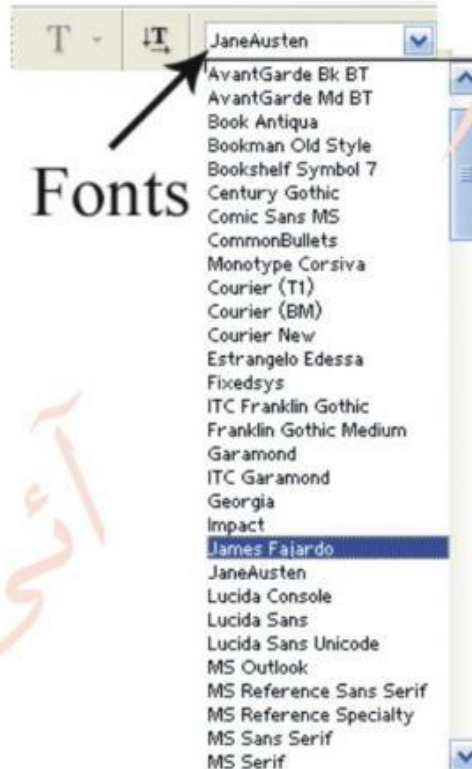 T
T
JaneAusten
AvantGarde Bk BT
AvantGarde Md BT
Book Antiqua
Bookman Old Style
Bookshelf Symbol 7
Fonts
Century Gothic
Comic Sans MS
CommonBullets
Monotype Corsiva
Courier (T1)
Courier (BM)
Courier New
Estrangelo Edessa
Fixedsys
ITC Franklin Gothic
Franklin Gothic Medium
Garamond
ITC Garamond
Georgia
Impact
James Fajardo
JaneAusten
Lucida Console
Lucida Sans
Lucida Sans Unicode
MS Outlook
MS Reference Sans Serif
MS Reference Specialty
MS Sans Serif
MS Serif